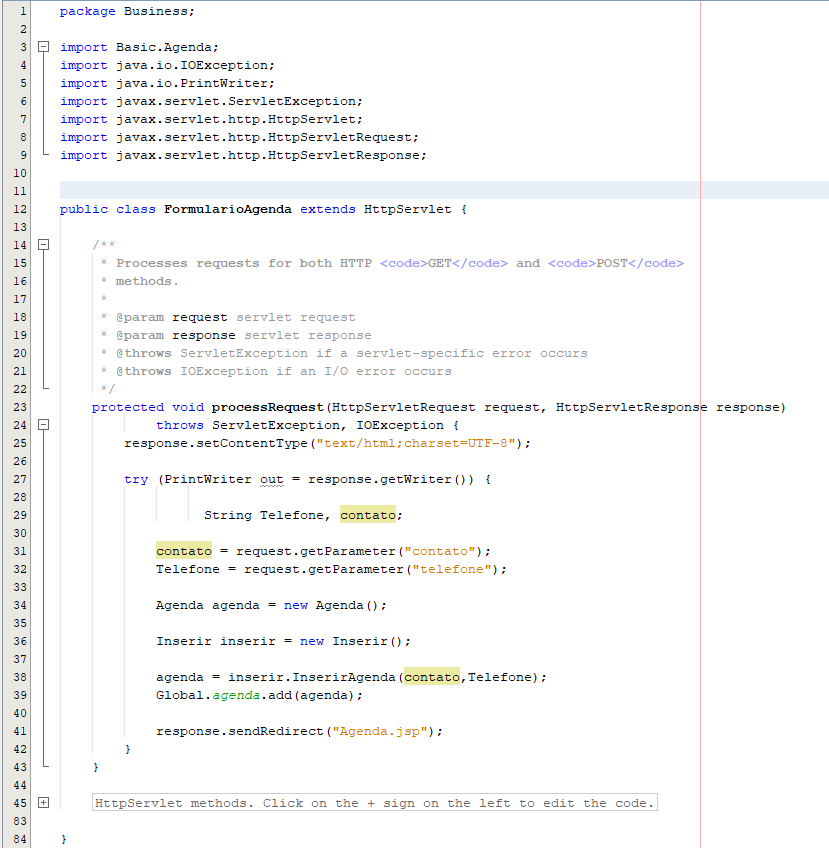 1 package Business;
2
3 import Basic.Agenda;
4 import java.io.IOException;
5 import java.io.PrintWriter;
6 import javax.servlet.ServletException;
7 import javax.servlet.http.HttpServlet;
8 import javax.servlet.http.HttpServletRequest;
9 import javax.servlet.http.HttpServletResponse;
10
11
12 public class FormularioAgenda extends HttpServlet {
13
14     /**
15      * Processes requests for both HTTP <code>GET</code> and <code>POST</code>
16      * methods.
17      *
18      * @param request servlet request
19      * @param response servlet response
20      * @throws ServletException if a servlet-specific error occurs
21      * @throws IOException if an I/O error occurs
22      */
23     protected void processRequest(HttpServletRequest request, HttpServletResponse response)
24             throws ServletException, IOException {
25         response.setContentType("text/html;charset=UTF-8");
26
27         try (PrintWriter out = response.getWriter()) {
28
29                   String Telefone, contato;
30
31             contato = request.getParameter("contato");
32             Telefone = request.getParameter("telefone");
33
34             Agenda agenda = new Agenda();
35
36             Inserir inserir = new Inserir();
37
38             agenda = inserir.InserirAgenda(contato,Telefone);
39             Global.agenda.add(agenda);
40
41             response.sendRedirect("Agenda.jsp");
42         }
43     }
44
45     HttpServlet methods. Click on the + sign on the left to edit the code.
83
84 }